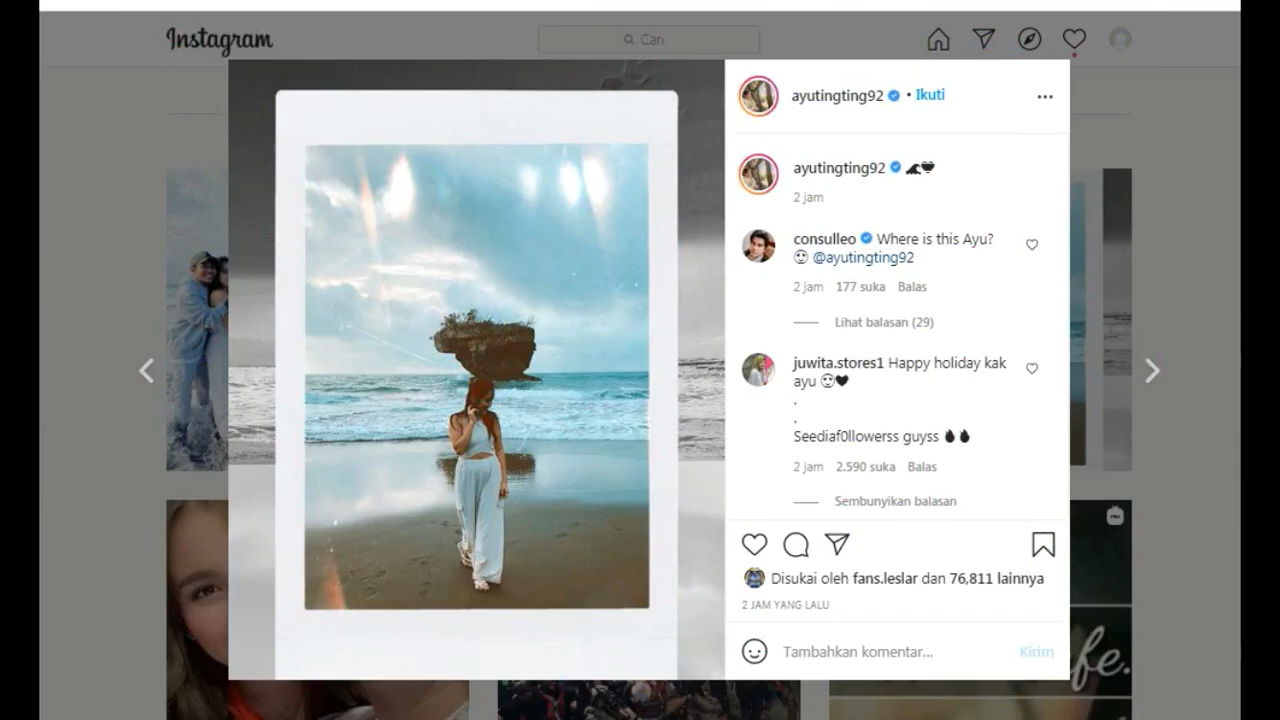 Instagram
Cari
ayutingting92 • Ikuti
ayutingting92
2 jam
consulleo Where is this Ayu?
@ayutingting92
2 jam 177 suka Balas
Lihat balasan (29)
juwita.stores1 Happy holiday kak
ayu
.
.
Seediaf0llowerss guyss
2 jam 2.590 suka Balas
Sembunyikan balasan
Disukai oleh fans.leslar dan 76,811 lainnya
2 JAM YANG LALU
Tambahkan komentar...
Kirim
fe.